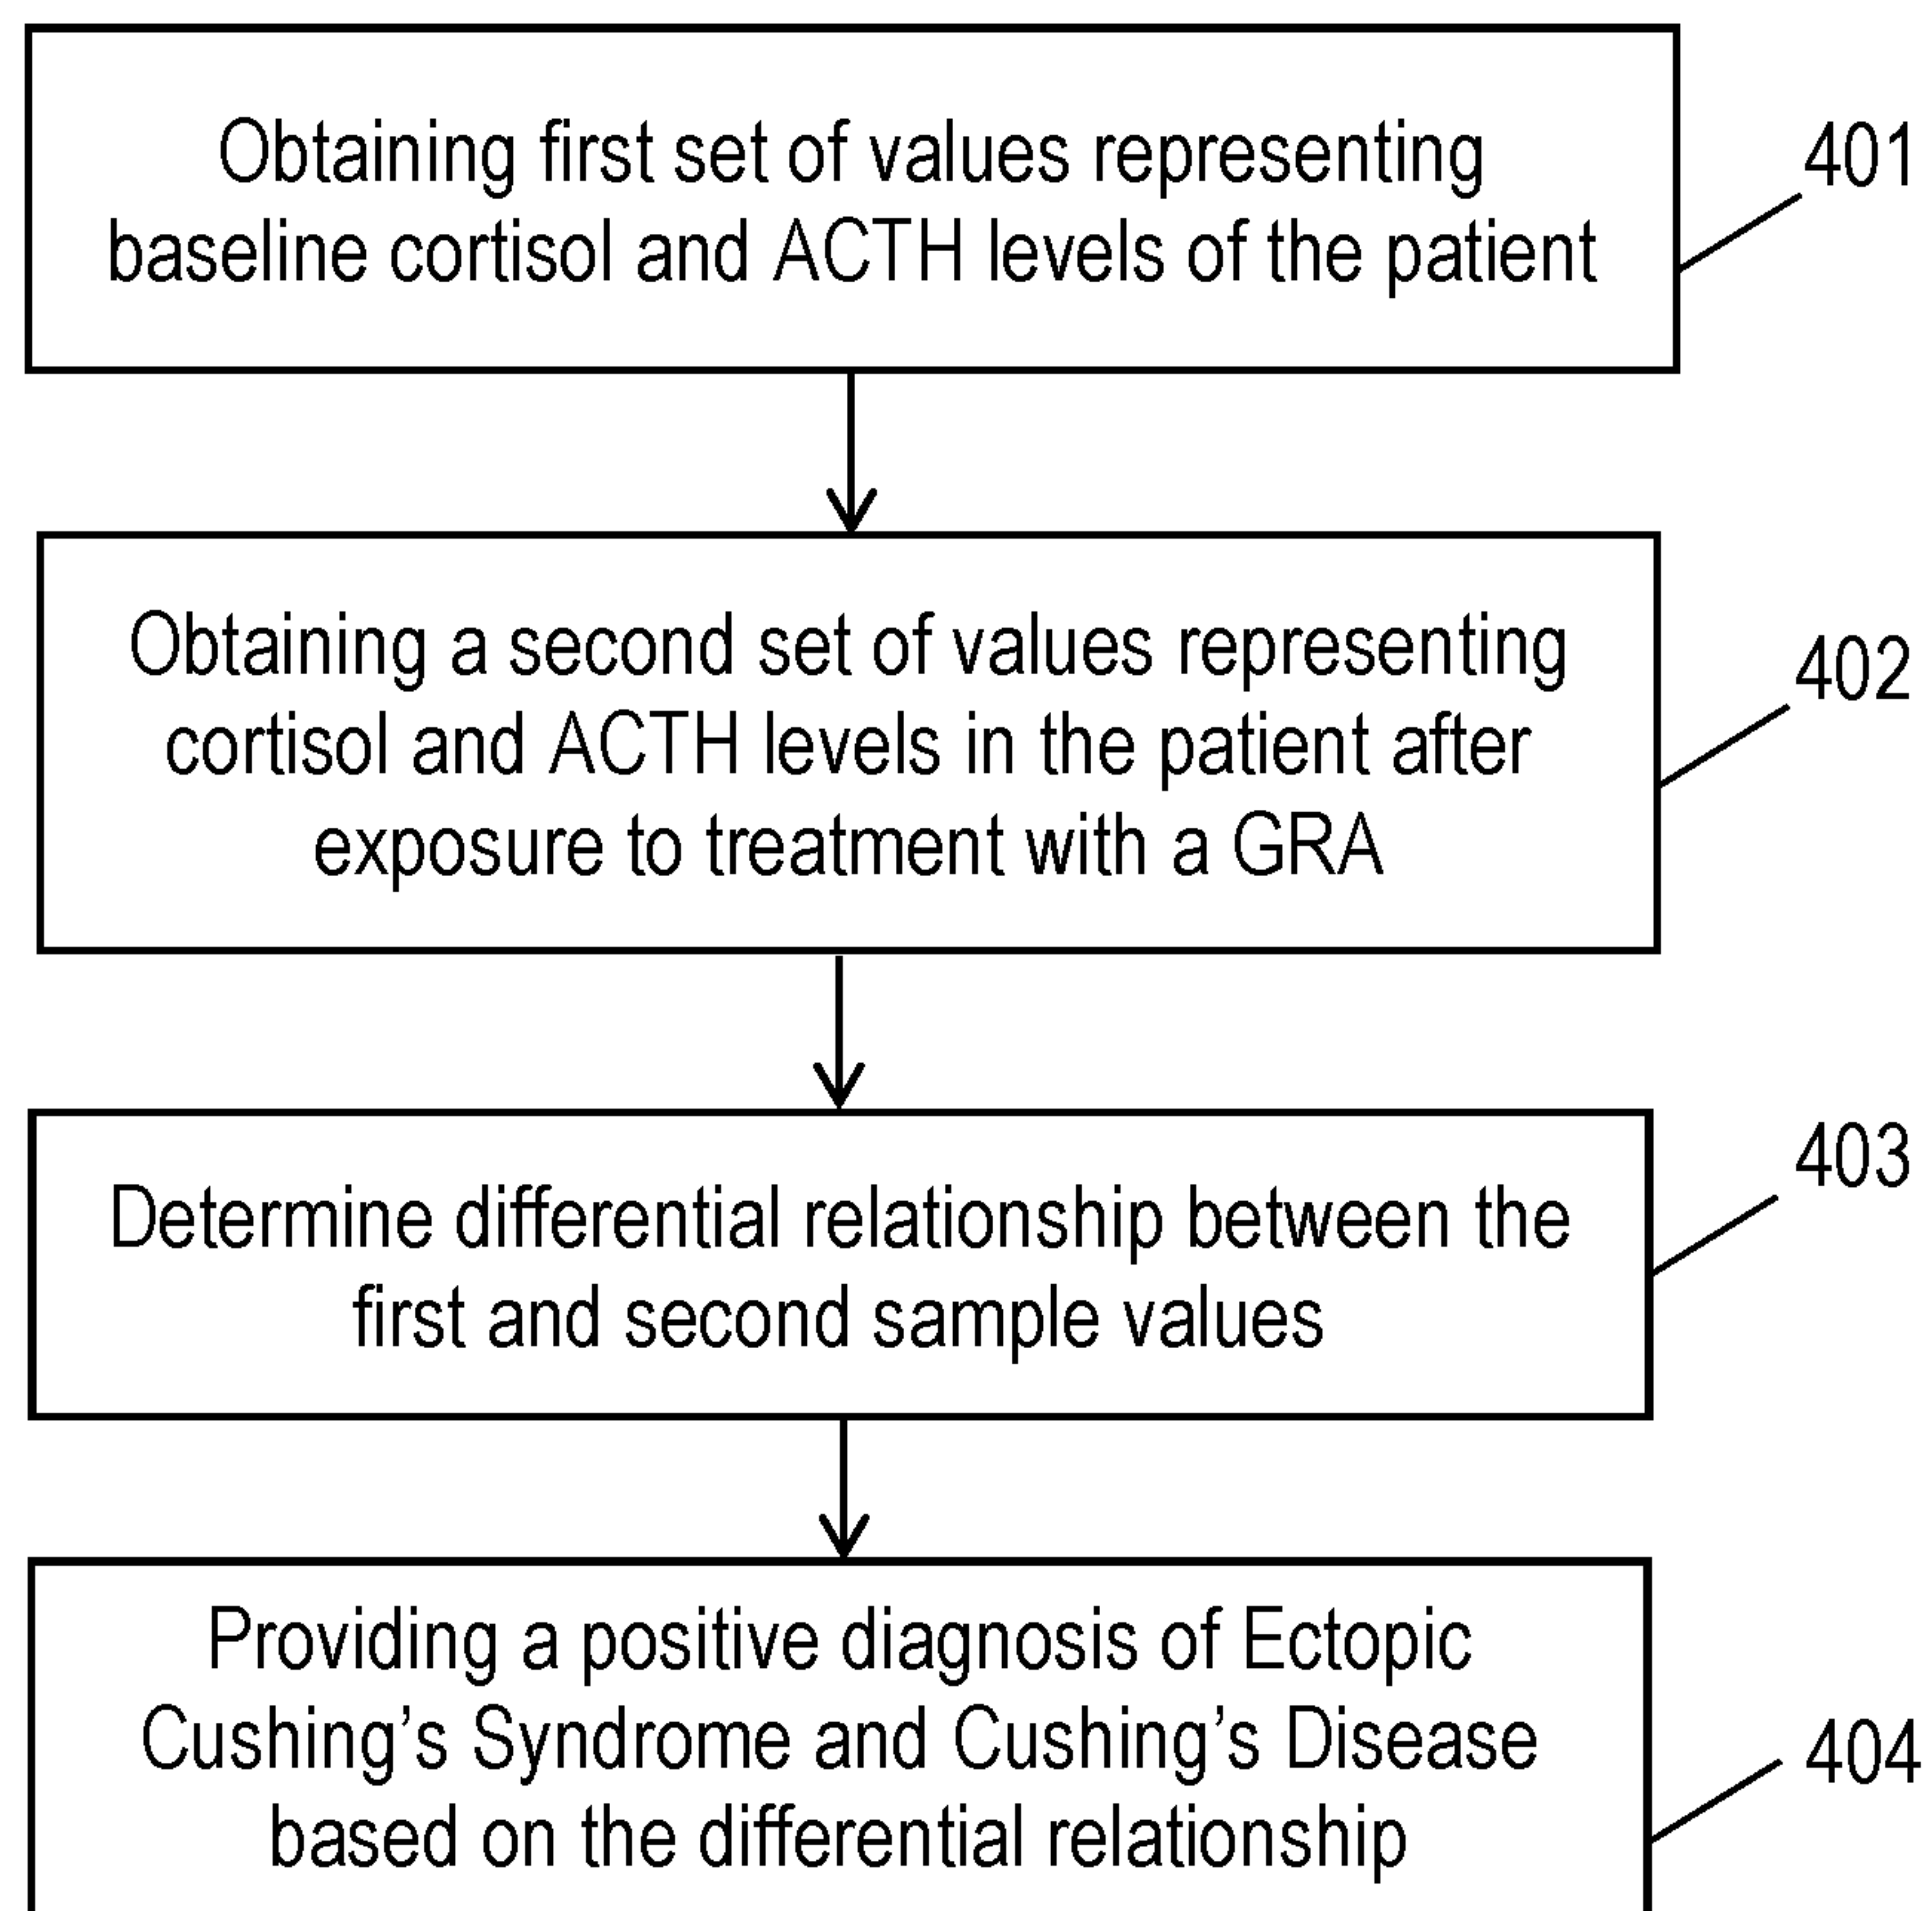 Obtaining first set of values representing
baseline cortisol and ACTH levels of the patient
401
Obtaining a second set of values representing
cortisol and ACTH levels in the patient after
exposure to treatment with a GRA
402
Determine differential relationship between the
first and second sample values
403
Providing a positive diagnosis of Ectopic
Cushing’s Syndrome and Cushing’s Disease
based on the differential relationship
404